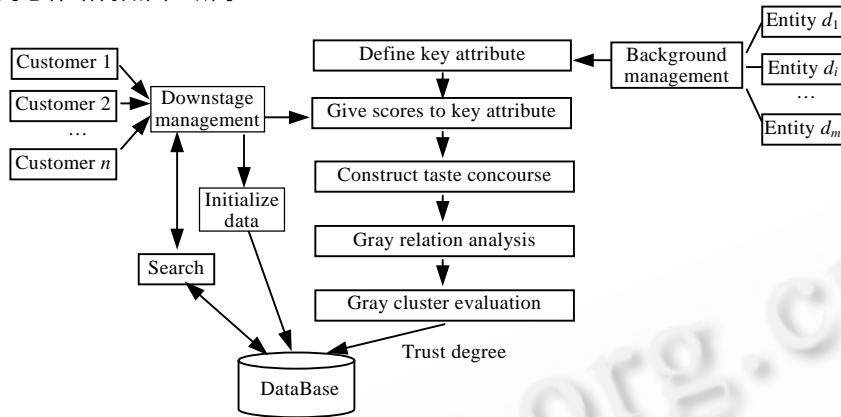 Entity d1
Customer 1
Define key attribute
Background
management
Entity di
Customer 2
Downstage
management
Give scores to key attribute
…
…
Entity dm
Customer n
Construct taste concourse
Initialize
data
Gray relation analysis
Search
Gray cluster evaluation
Trust degree
DataBase
org.c